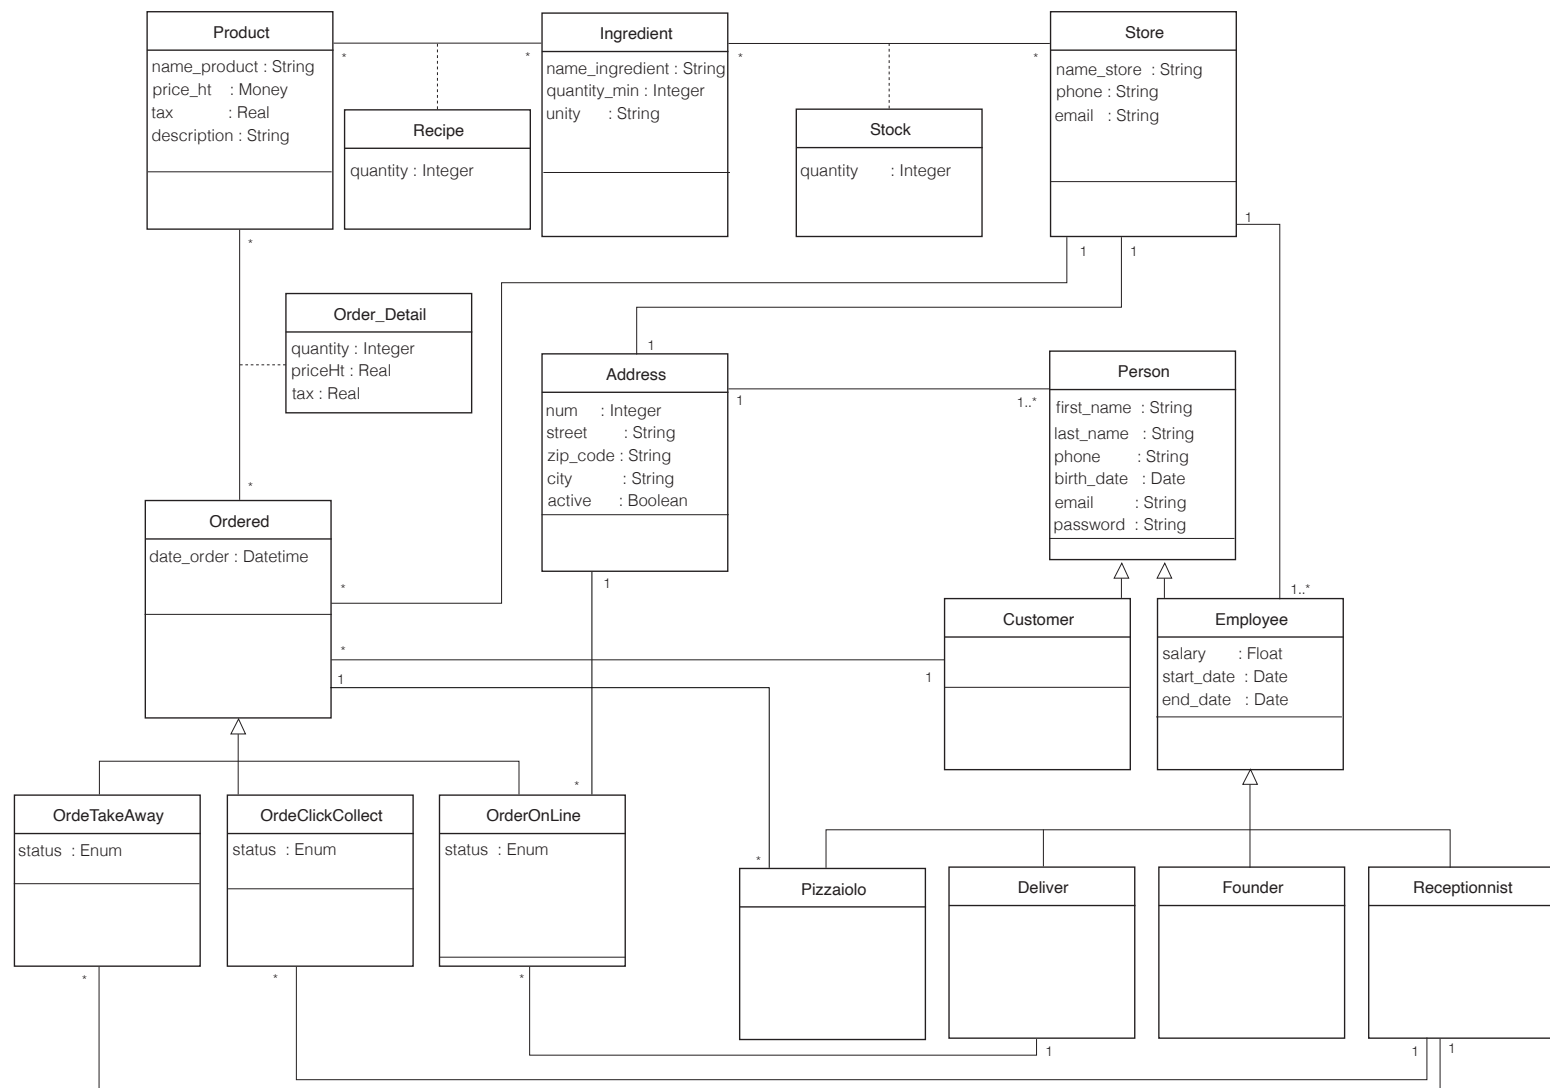 Product
name_product : String
price_ht : Money
tax : Real
description : String
*
*
Recipe
quantity : Integer
Ingredient
name_ingredient : String
quantity_min : Integer
unity : String
*
*
Stock
quantity : Integer
Store
name_store : String
phone : String
email : String
1
1
1
*
Order_Detail
quantity : Integer
priceHt : Real
tax : Real
*
1
Address
num : Integer
street : String
zip_code : String
city : String
active : Boolean
1
1..*
Person
first_name : String
last_name : String
phone : String
birth_date : Date
email : String
password : String
Ordered
date_order : Datetime
*
*
1
1
1
1..*
Customer
Employee
salary : Float
start_date : Date
end_date : Date
*
*
OrdeTakeAway
status : Enum
OrdeClickCollect
status : Enum
OrderOnLine
status : Enum
Pizzaiolo
Deliver
Founder
Receptionnist
*
*
*
1
1
1